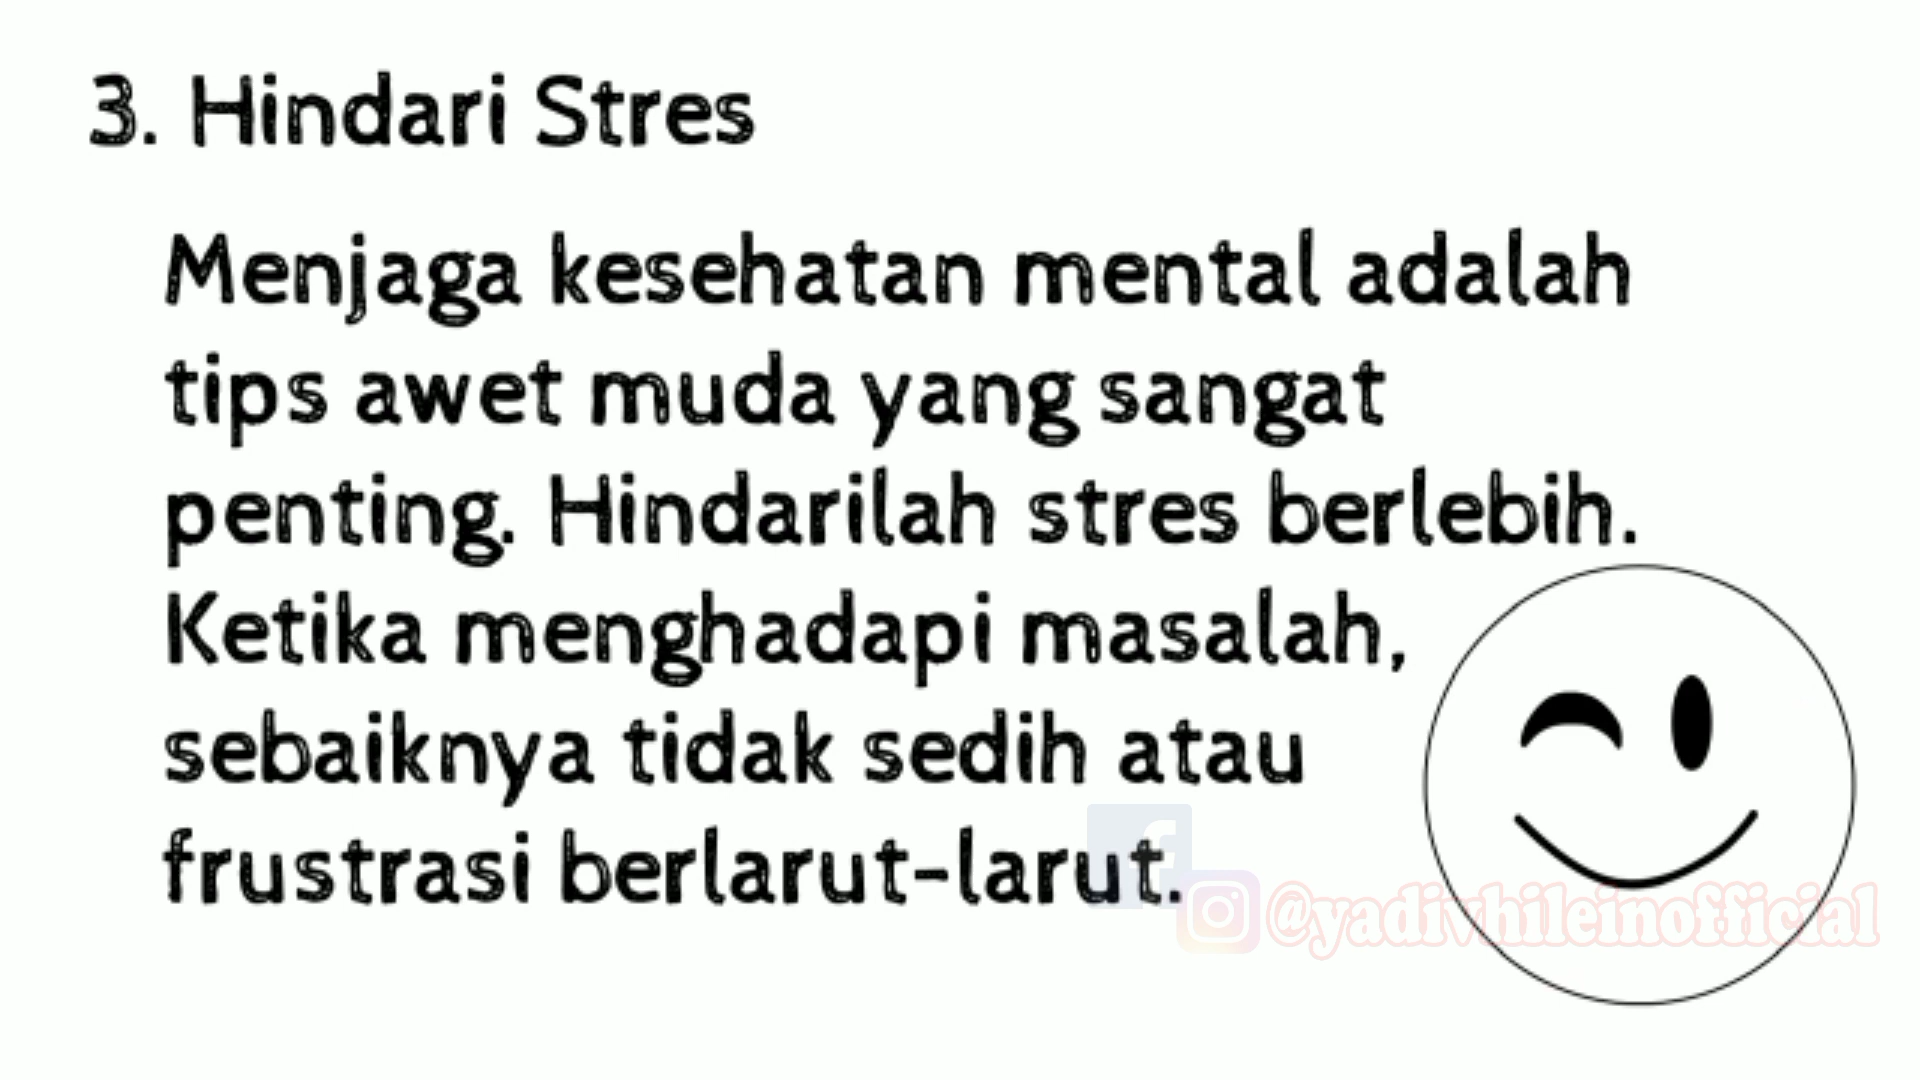 3. Hindari Stres
Menjaga kesehatan mental adalah
tips awet muda yang sangat
penting. Hindarilah stres berlebih.
Ketika menghadapi masalah,
sebaiknya tidak sedih atau
frustrasi berlarut-larut.
@yadivhileinofficial